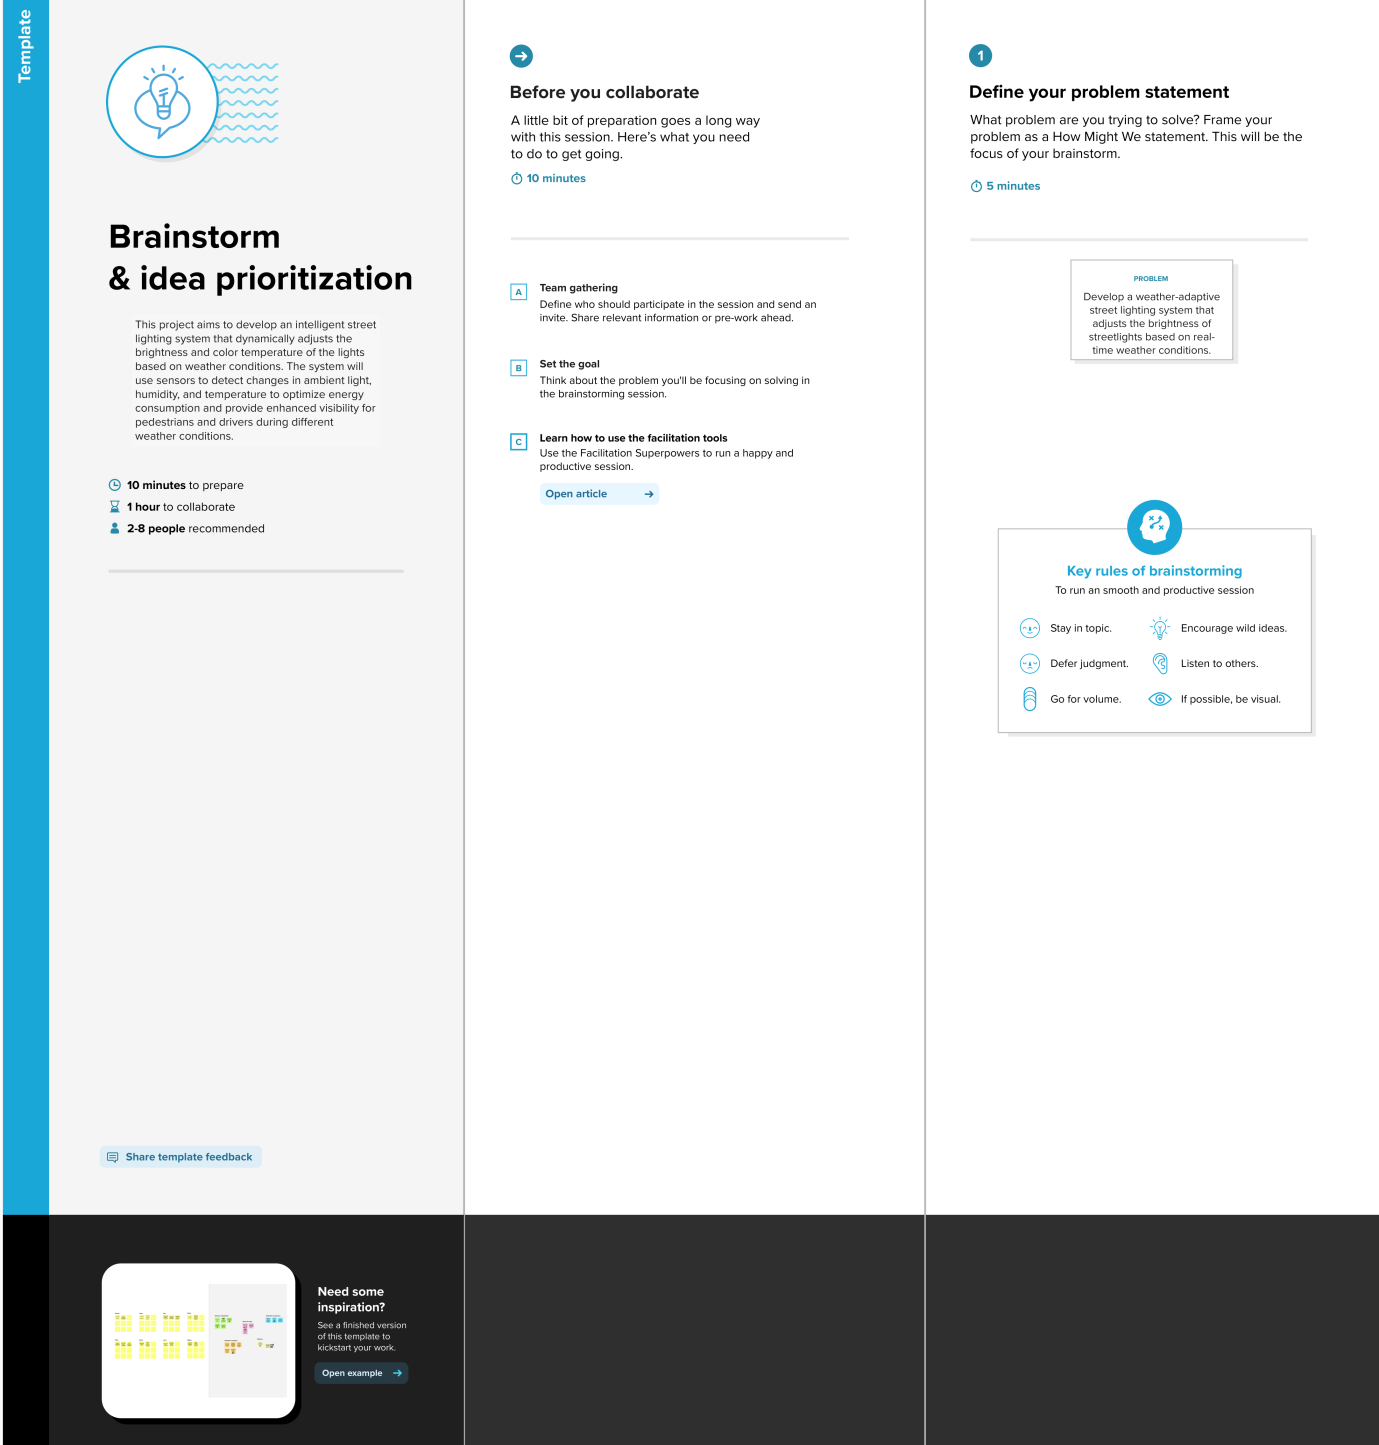 Template
Brainstorm
& idea prioritization
This project aims to develop an intelligent street
lighting system that dynamically adjusts the
brightness and color temperature of the lights
based on weather conditions. The system will
use sensors to detect changes in ambient light,
humidity, and temperature to optimize energy
consumption and provide enhanced visibility for
pedestrians and drivers during different
weather conditions.
10 minutes to prepare
1 hour to collaborate
2-8 people recommended
Share template feedback
Need some
inspiration?
See a finished version
of this template to
kickstart your work.
Open example
Before you collaborate
A little bit of preparation goes a long way
with this session. Here’s what you need
to do to get going.
10 minutes
A
Team gathering
Define who should participate in the session and send an
invite. Share relevant information or pre-work ahead.
B
Set the goal
Think about the problem you'll be focusing on solving in
the brainstorming session.
C
Learn how to use the facilitation tools
Use the Facilitation Superpowers to run a happy and
productive session.
Open article
1
Define your problem statement
What problem are you trying to solve? Frame your
problem as a How Might We statement. This will be the
focus of your brainstorm.
5 minutes
PROBLEM
Develop a weather-adaptive
street lighting system that
adjusts the brightness of
streetlights based on real-
time weather conditions.
Key rules of brainstorming
To run an smooth and productive session
Stay in topic.
Encourage wild ideas.
Defer judgment.
Listen to others.
Go for volume.
If possible, be visual.